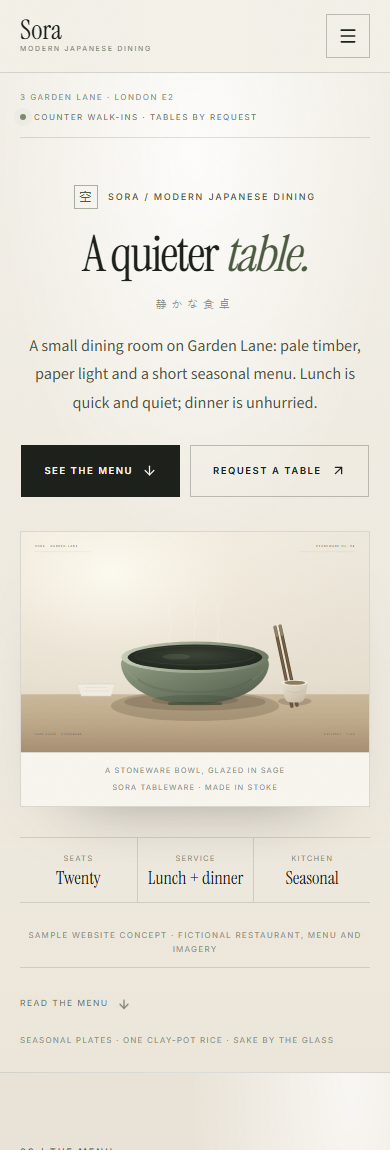 Sora
MODERN JAPANESE DINING
3 GARDEN LANE · LONDON E2
COUNTER WALK-INS · TABLES BY REQUEST
空
SORA / MODERN JAPANESE DINING
A quieter table.
静かな食卓
A small dining room on Garden Lane: pale timber,
paper light and a short seasonal menu. Lunch is
quick and quiet; dinner is unhurried.
SEE THE MENU ↓
REQUEST A TABLE ↗
SORA · GARDEN LANE
A STONEWARE BOWL, GLAZED IN SAGE
SORA TABLEWARE · MADE IN STOKE
SEATS
Twenty
SERVICE
Lunch + dinner
KITCHEN
Seasonal
SAMPLE WEBSITE CONCEPT · FICTIONAL RESTAURANT, MENU AND
IMAGERY
READ THE MENU ↓
SEASONAL PLATES · ONE CLAY-POT RICE · SAKE BY THE GLASS